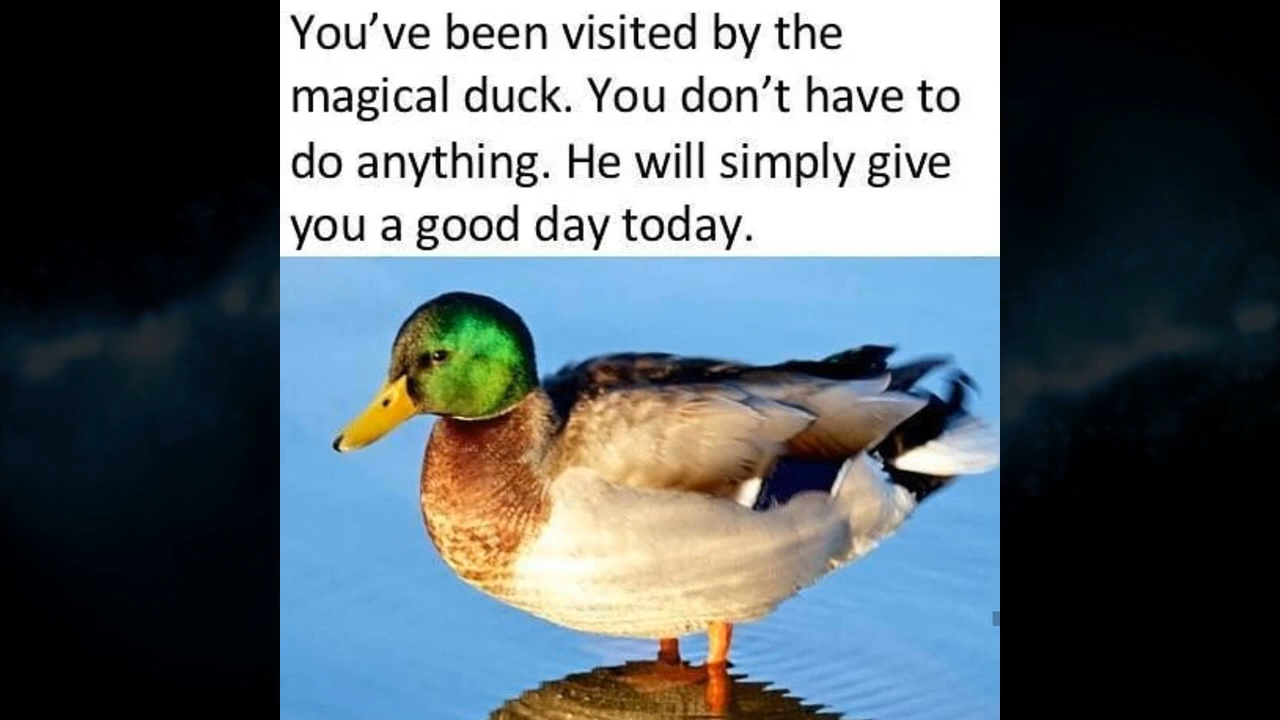 You’ve been visited by the
magical duck. You don’t have to
do anything. He will simply give
you a good day today.